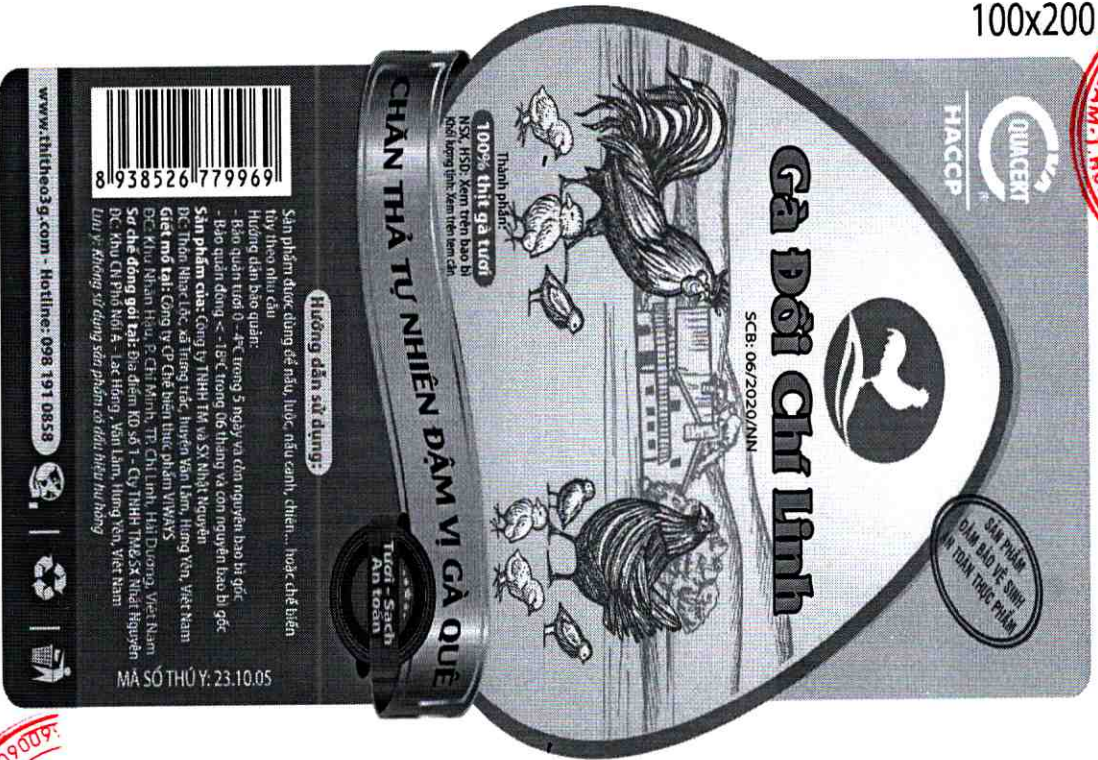 100x200
QUACERT
HACCP
SẢN PHẨM
ĐẢM BẢO VỆ SINH
AN TOÀN THỰC PHẨM
Gà Đồi Chí Linh
SCB: 06/2020/NN
Thành phần:
100% thịt gà tươi
NSX, HSD: Xem trên bao bì
Khối lượng tịnh: Xem trên tem cân
CHĂN THẢ TỰ NHIÊN ĐẬM VỊ GÀ QUÊ
Tươi - Sạch
An toàn
Hướng dẫn sử dụng:
Sản phẩm được dùng để nấu, luộc, nấu canh, chiên... hoặc chế biến
tùy theo nhu cầu
Hướng dẫn bảo quản:
- Bảo quản tươi 0-4°C trong 5 ngày và còn nguyên bao bì gốc
- Bảo quản đông < -18°C trong 06 tháng và còn nguyên bao bì gốc
Sản phẩm của: Công ty TNHH TM và SX Nhật Nguyên
ĐC: Thôn Nhạc Lộc, xã Trưng Trắc, huyện Văn Lâm, Hưng Yên, Việt Nam
Giết mổ tại: Công ty CP Chế biến thực phẩm VIWAYS
ĐC: Khu Nhân Hậu, P. Chí Minh, TP. Chí Linh, Hải Dương, Việt Nam
Sơ chế đóng gói tại: Địa điểm KD số 1 - Cty TNHH TM&SX Nhật Nguyên
ĐC: Khu CN Phố Nối A - Lạc Hồng, Văn Lâm, Hưng Yên, Việt Nam
Lưu ý: Không sử dụng sản phẩm có dấu hiệu hư hỏng
8 938526 779969
MÃ SỐ THÚ Y: 23.10.05
www.thitheo3g.com - Hotline: 098 191 0858